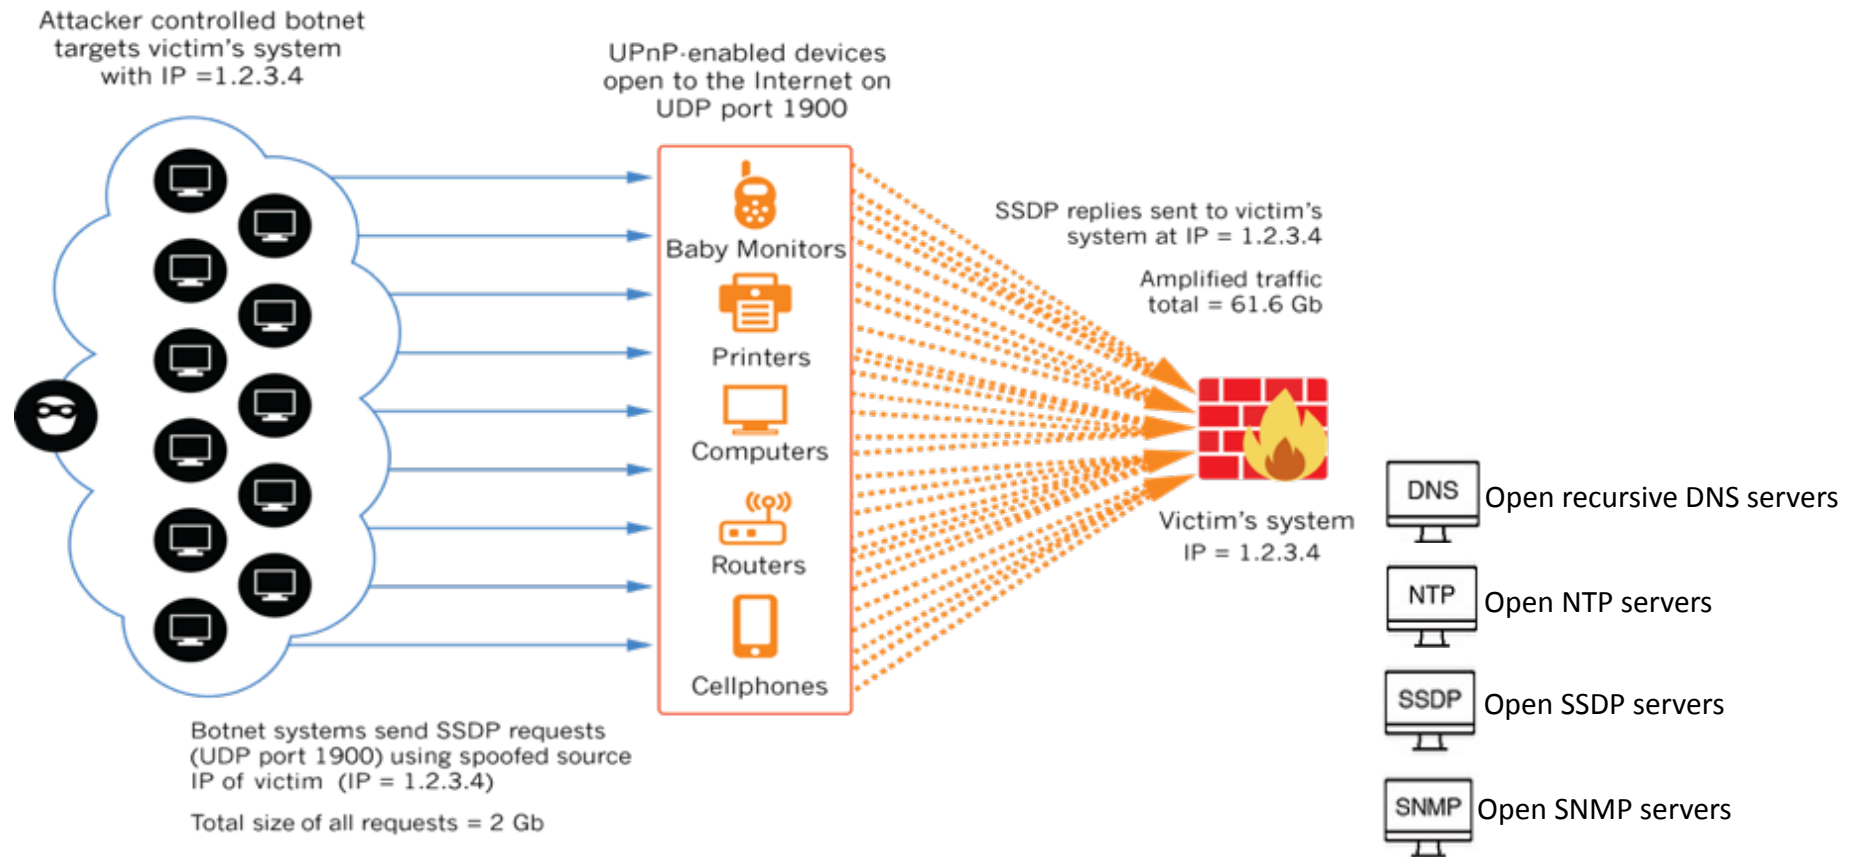 Attacker controlled botnet
targets victim's system
with IP =1.2.3.4
UPnP-enabled devices
open to the Internet on
UDP port 1900
Baby Monitors
Printers
Computers
Routers
Cellphones
SSDP replies sent to victim's
system at IP = 1.2.3.4
Amplified traffic
total = 61.6 Gb
Victim's system
IP = 1.2.3.4
Botnet systems send SSDP requests
(UDP port 1900) using spoofed source
IP of victim (IP = 1.2.3.4)
Total size of all requests = 2 Gb
DNS Open recursive DNS servers
NTP Open NTP servers
SSDP Open SSDP servers
SNMP Open SNMP servers